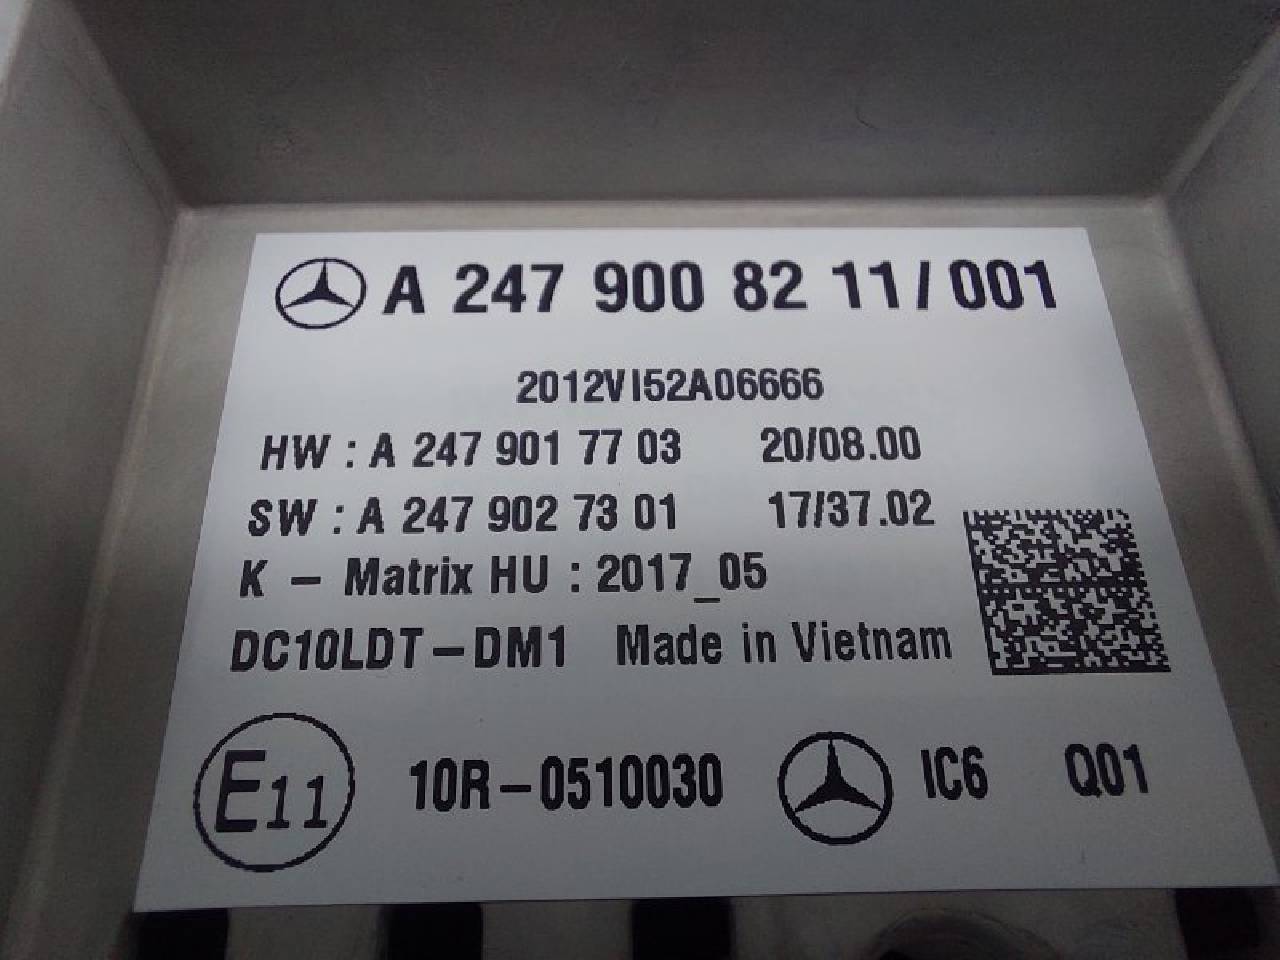 A 247 900 82 11/001
2012VI52A06666
HW : A 247 901 77 03 20/08.00
SW : A 247 902 73 01 17/37.02
K - Matrix HU : 2017_05
DC10LDT-DM1 Made in Vietnam
E11 10R-0510030 IC6 Q01